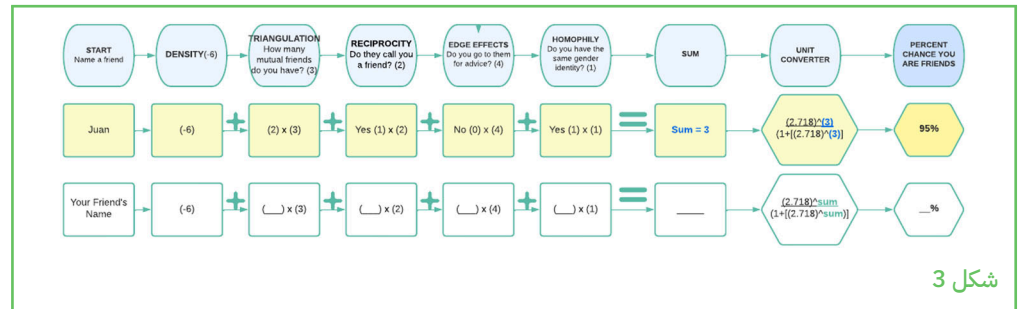 START
Name a friend
DENSITY(-6)
TRIANGULATION
How many
mutual friends
do you have? (3)
RECIPROCITY
Do they call you
a friend? (2)
EDGE EFFECTS
Do you go to them
for advice? (4)
HOMOPHILY
Do you have the
same gender
identity? (1)
SUM
UNIT
CONVERTER
PERCENT
CHANCE YOU
ARE FRIENDS
Juan
(-6)
+
(2) x (3)
+
Yes (1) x (2)
+
No (0) x (4)
+
Yes (1) x (1)
=
Sum = 3
(2.718)^(3)
(1+[(2.718)^(3)]
95%
Your Friend's
Name
(-6)
+
(___) x (3)
+
(___) x (2)
+
(___) x (4)
+
(___) x (1)
=
_____
(2.718)^sum
(1+[(2.718)^sum)]
__%
شكل 3